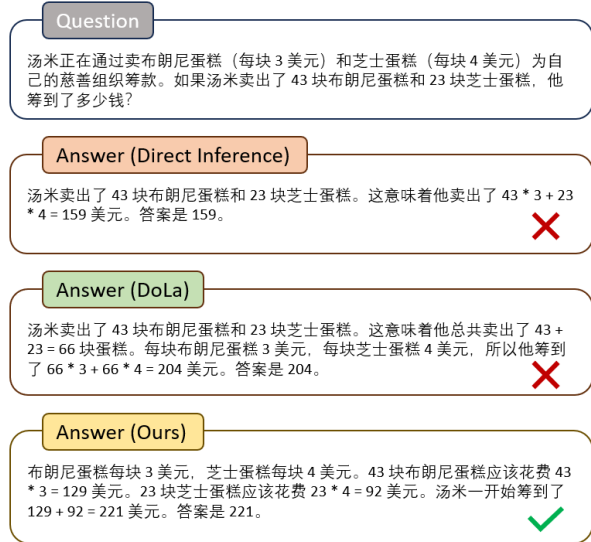 Question
汤米正在通过卖布朗尼蛋糕（每块 3 美元）和芝士蛋糕（每块 4 美元）为自
己的慈善组织筹款。如果汤米卖出了 43 块布朗尼蛋糕和 23 块芝士蛋糕，他
筹到了多少钱？
Answer (Direct Inference)
汤米卖出了 43 块布朗尼蛋糕和 23 块芝士蛋糕。这意味着他卖出了 43 * 3 + 23
* 4 = 159 美元。答案是 159。
Answer (DoLa)
汤米卖出了 43 块布朗尼蛋糕和 23 块芝士蛋糕。这意味着他总共卖出了 43 +
23 = 66 块蛋糕。每块布朗尼蛋糕 3 美元，每块芝士蛋糕 4 美元，所以他筹到
了 66 * 3 + 66 * 4 = 204 美元。答案是 204。
Answer (Ours)
布朗尼蛋糕每块 3 美元，芝士蛋糕每块 4 美元。43 块布朗尼蛋糕应该花费 43
* 3 = 129 美元。23 块芝士蛋糕应该花费 23 * 4 = 92 美元。汤米一开始筹到了
129 + 92 = 221 美元。答案是 221。